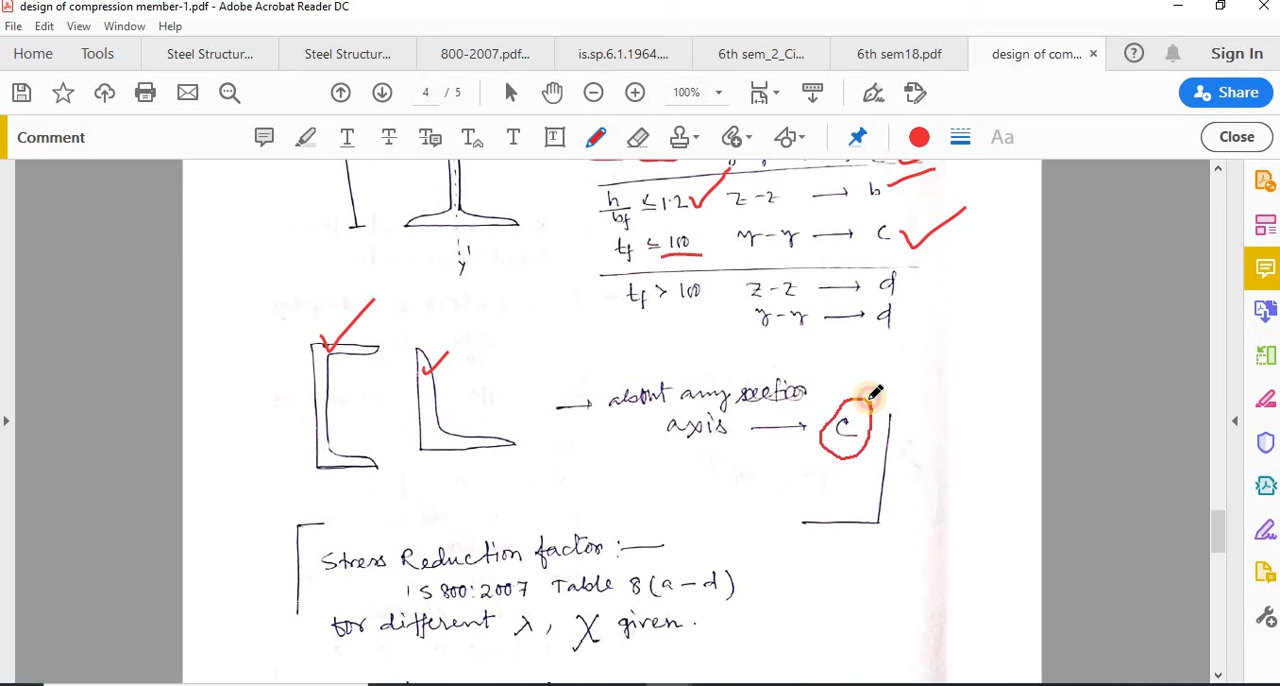 design of compression member-1.pdf - Adobe Acrobat Reader DC
File Edit View Window Help
Home Tools Steel Structur... Steel Structur... 800-2007.pdf... is.sp.6.1.1964.... 6th sem_2_Ci... 6th sem18.pdf design of com... × Sign In
4 / 5 100% Share
Comment Aa Close
h/bf ≤ 1.2 z-z → b
tf ≤ 100 y-y → c
y
tf > 100 z-z → d
y-y → d
→ about any section
axis → C
Stress Reduction factor :—
IS 800:2007 Table 8 (a-d)
for different λ, χ given.